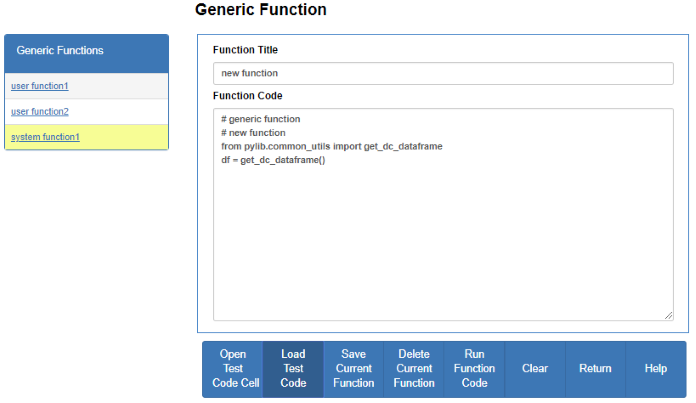 Generic Function
Generic Functions
user function1
user function2
system function1
Function Title
new function
Function Code
# generic function
# new function
from pylib.common_utils import get_dc_dataframe
df = get_dc_dataframe()
Open Test Code Cell
Load Test Code
Save Current Function
Delete Current Function
Run Function Code
Clear
Return
Help